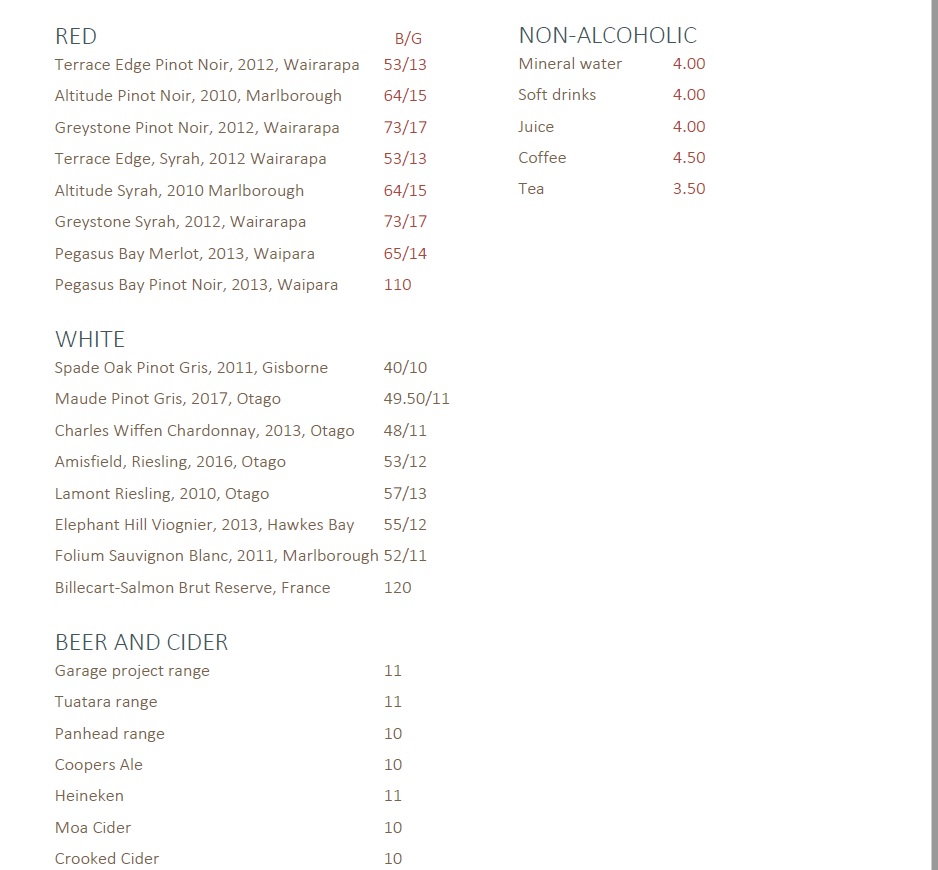 RED B/G
Terrace Edge Pinot Noir, 2012, Wairarapa 53/13
Altitude Pinot Noir, 2010, Marlborough 64/15
Greystone Pinot Noir, 2012, Wairarapa 73/17
Terrace Edge, Syrah, 2012 Wairarapa 53/13
Altitude Syrah, 2010 Marlborough 64/15
Greystone Syrah, 2012, Wairarapa 73/17
Pegasus Bay Merlot, 2013, Waipara 65/14
Pegasus Bay Pinot Noir, 2013, Waipara 110
WHITE
Spade Oak Pinot Gris, 2011, Gisborne 40/10
Maude Pinot Gris, 2017, Otago 49.50/11
Charles Wiffen Chardonnay, 2013, Otago 48/11
Amisfield, Riesling, 2016, Otago 53/12
Lamont Riesling, 2010, Otago 57/13
Elephant Hill Viognier, 2013, Hawkes Bay 55/12
Folium Sauvignon Blanc, 2011, Marlborough 52/11
Billecart-Salmon Brut Reserve, France 120
BEER AND CIDER
Garage project range 11
Tuatara range 11
Panhead range 10
Coopers Ale 10
Heineken 11
Moa Cider 10
Crooked Cider 10
NON-ALCOHOLIC
Mineral water 4.00
Soft drinks 4.00
Juice 4.00
Coffee 4.50
Tea 3.50